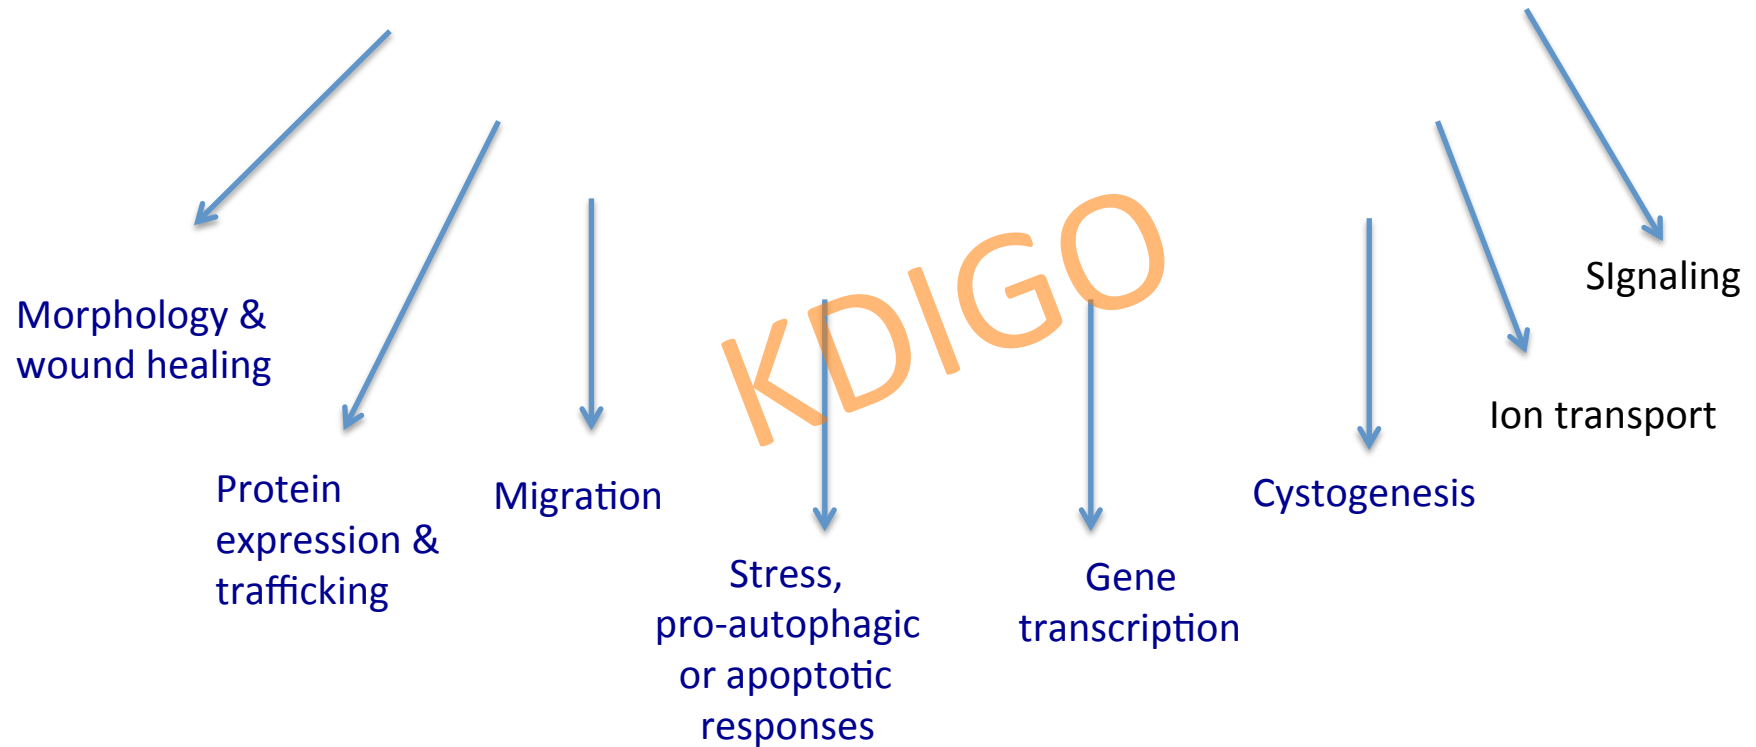 Morphology &
wound healing
Protein
expression &
trafficking
Migration
Stress,
pro-autophagic
or apoptotic
responses
KDIGO
Gene
transcription
Cystogenesis
Ion transport
SIgnaling